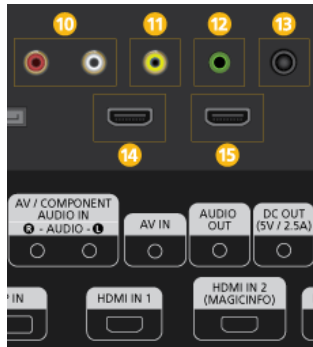 10 11 12 13
14 15
AV / COMPONENT
AUDIO IN
R - AUDIO - L
AV IN
AUDIO
OUT
DC OUT
(5V / 2.5A)
P IN
HDMI IN 1
HDMI IN 2
(MAGICINFO)